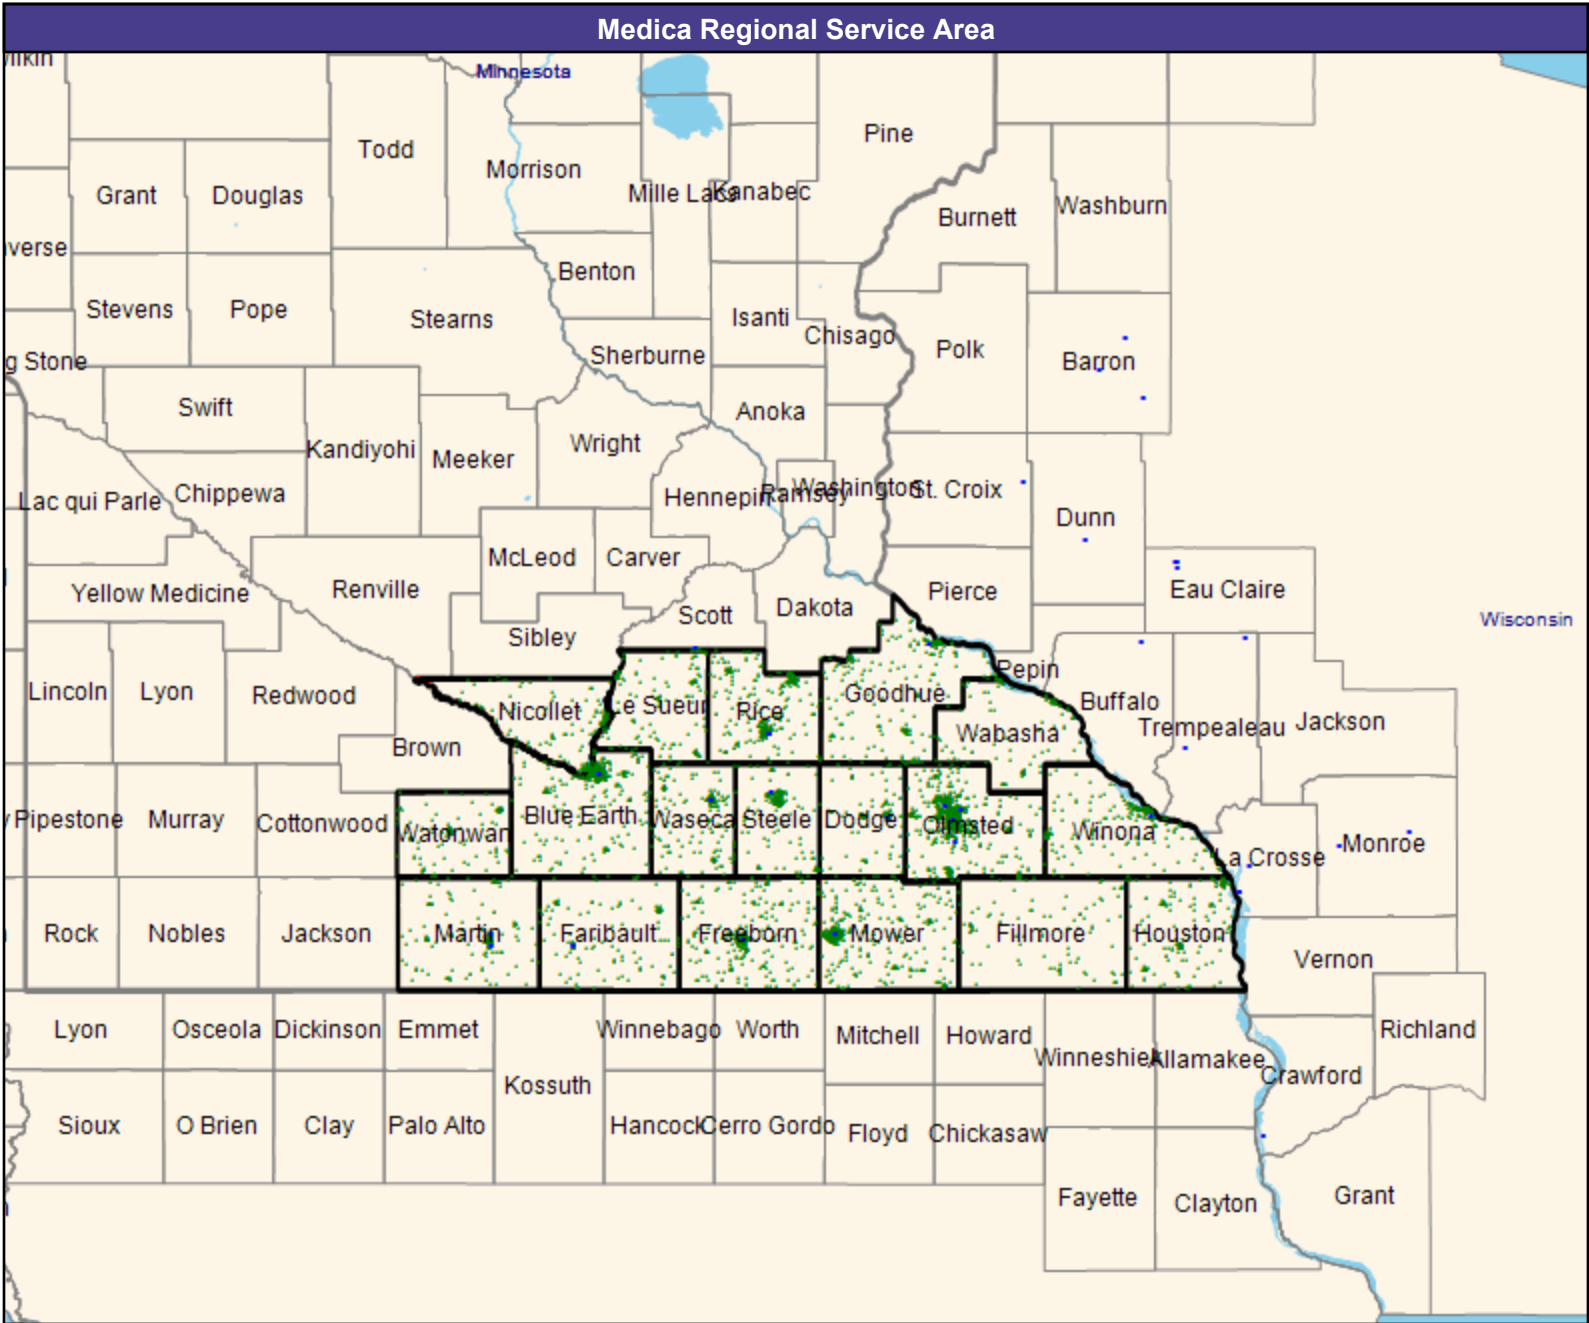 Medica Regional Service Area
Minnesota
Todd
Pine
Morrison
Grant
Douglas
Mille Lacs
Kanabec
Burnett
Washburn
verse
Benton
Stevens
Pope
Stearns
Isanti
Chisago
Sherburne
Polk
Barron
g Stone
Swift
Anoka
Kandiyohi
Meeker
Wright
Lac qui Parle
Chippewa
Hennepin
Ramsey
Washington
St. Croix
Dunn
McLeod
Carver
Yellow Medicine
Renville
Scott
Dakota
Pierce
Eau Claire
Wisconsin
Sibley
Pepin
Lincoln
Lyon
Redwood
Nicollet
Le Sueur
Rice
Goodhue
Buffalo
Trempealeau
Jackson
Brown
Wabasha
Pipestone
Murray
Cottonwood
Watonwan
Blue Earth
Waseca
Steele
Dodge
Olmsted
Winona
La Crosse
Monroe
Rock
Nobles
Jackson
Martin
Faribault
Freeborn
Mower
Fillmore
Houston
Vernon
Lyon
Osceola
Dickinson
Emmet
Winnebago
Worth
Mitchell
Howard
Winneshiek
Allamakee
Crawford
Richland
Kossuth
Sioux
O Brien
Clay
Palo Alto
Hancock
Cerro Gordo
Floyd
Chickasaw
Fayette
Clayton
Grant